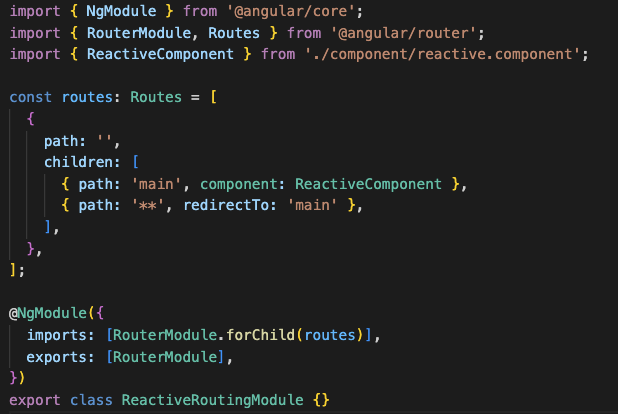 import { NgModule } from '@angular/core';
import { RouterModule, Routes } from '@angular/router';
import { ReactiveComponent } from './component/reactive.component';

const routes: Routes = [
  {
    path: '',
    children: [
      { path: 'main', component: ReactiveComponent },
      { path: '**', redirectTo: 'main' },
    ],
  },
];

@NgModule({
  imports: [RouterModule.forChild(routes)],
  exports: [RouterModule],
})
export class ReactiveRoutingModule {}